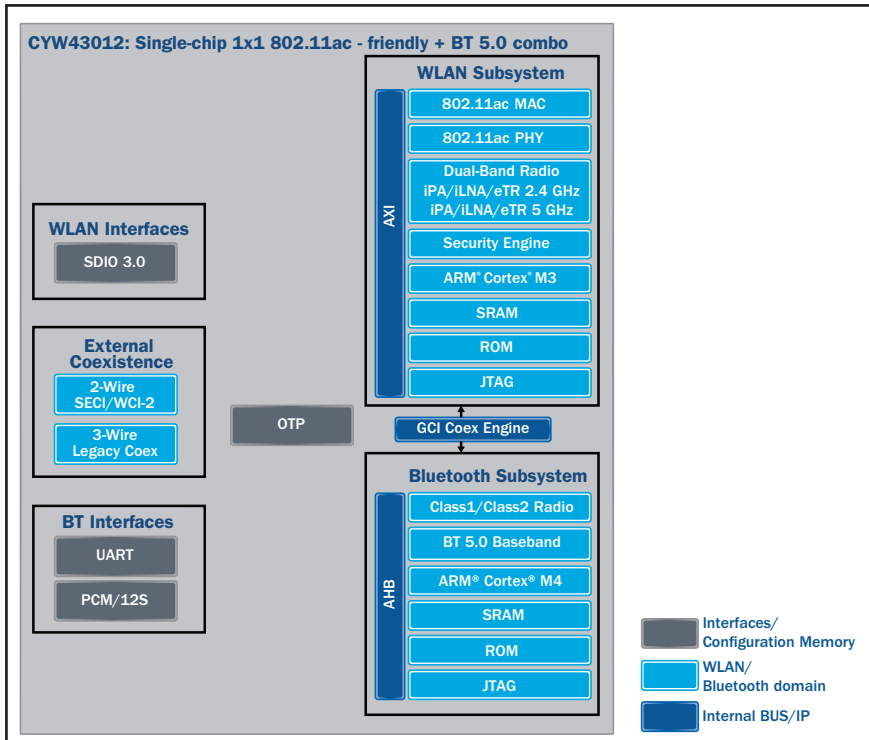 CYW43012: Single-chip 1x1 802.11ac - friendly + BT 5.0 combo
WLAN Interfaces
SDIO 3.0
External
Coexistence
2-Wire
SECI/WCI-2
3-Wire
Legacy Coex
BT Interfaces
UART
PCM/12S
OTP
WLAN Subsystem
AXI
802.11ac MAC
802.11ac PHY
Dual-Band Radio
iPA/iLNA/eTR 2.4 GHz
iPA/iLNA/eTR 5 GHz
Security Engine
ARM® Cortex® M3
SRAM
ROM
JTAG
GCI Coex Engine
Bluetooth Subsystem
AHB
Class1/Class2 Radio
BT 5.0 Baseband
ARM® Cortex® M4
SRAM
ROM
JTAG
Interfaces/
Configuration Memory
WLAN/
Bluetooth domain
Internal BUS/IP